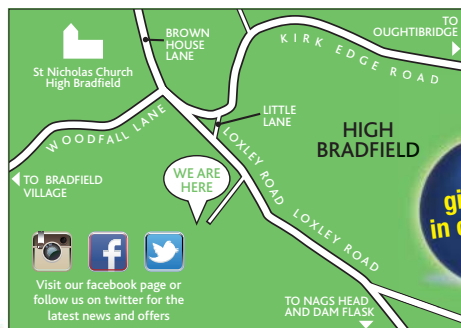 BROWN
HOUSE
LANE
TO
OUGHTIBRIDGE
KIRK EDGE ROAD
St Nicholas Church
High Bradfield
WOODFALL LANE
LITTLE
LANE
HIGH
BRADFIELD
LOXLEY ROAD
LOXLEY ROAD
WE ARE
HERE
TO BRADFIELD
VILLAGE
in
Visit our facebook page or
follow us on twitter for the
latest news and offers
TO NAGS HEAD
AND DAM FLASK